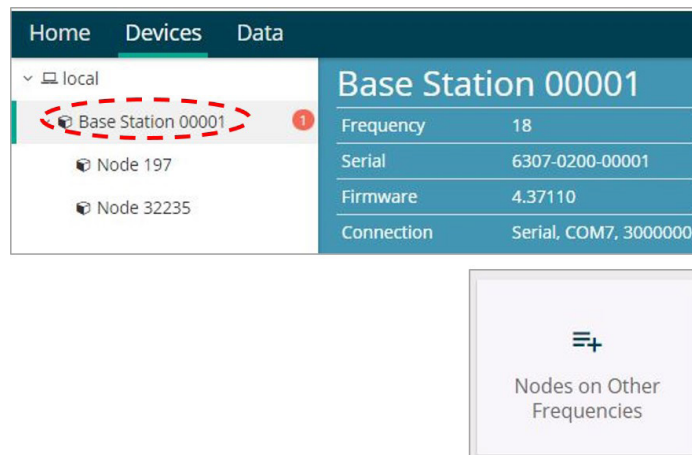 Home Devices Data
local
Base Station 00001 1
Node 197
Node 32235
Base Station 00001
Frequency 18
Serial 6307-0200-00001
Firmware 4.37110
Connection Serial, COM7, 3000000
Nodes on Other
Frequencies